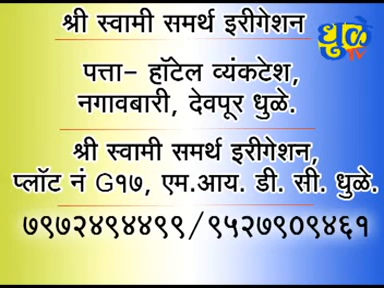 श्री स्वामी समर्थ इरीगेशन
धुळे
पत्ता- हॉटेल व्यंकटेश,
नगावबारी, देवपूर धुळे.
श्री स्वामी समर्थ इरीगेशन,
प्लॉट नं G१७, एम.आय. डी. सी. धुळे.
७९७२४९४४९९/९५२७९०९४६१